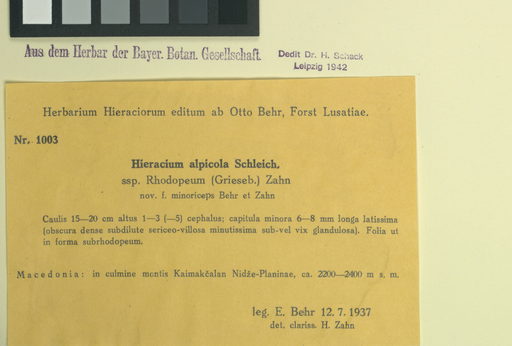 Aus dem Herbar der Bayer. Botan. Gesellschaft.
Dedit Dr. H. Schack
Leipzig 1942
Herbarium Hieraciorum editum ab Otto Behr, Forst Lusatiae.
Nr. 1003
Hieracium alpicola Schleich.
ssp. Rhodopeum (Griseb.) Zahn
nov. f. minoriceps Behr et Zahn
Caulis 15—20 cm altus 1—3 (—5) cephalus; capitula minora 6—8 mm longa latissima
(obscura dense subdilute sericeo-villosa minutissima sub-vel vix glandulosa). Folia ut
in forma subrhodopeum.
Macedonia: in culmine montis Kaimakčalan Nidže-Planinae, ca. 2200—2400 m s. m.
leg. E. Behr 12. 7. 1937
det. clariss. H. Zahn